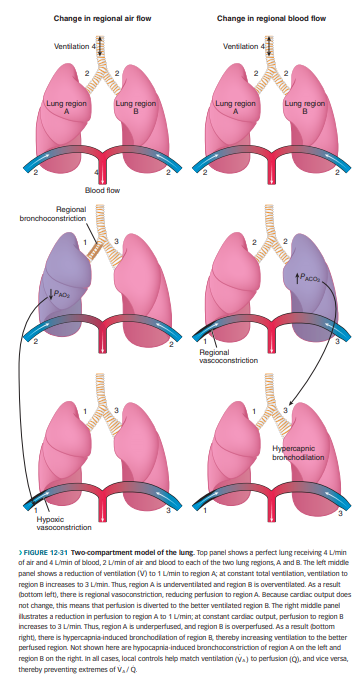 Change in regional air flow
Change in regional blood flow
Ventilation 4
Ventilation 4
2 2
2 2
Lung region
A
Lung region
B
Lung region
A
Lung region
B
2 4 2
2 2
Blood flow
Regional
bronchoconstriction
1 3
2 2
↓PAO₂
↑PACO₂
2 2
1 3
Regional
vasoconstriction
1 3
1 3
Hypercapnic
bronchodilation
1 3
1 3
Hypoxic
vasoconstriction
› FIGURE 12-31 Two-compartment model of the lung. Top panel shows a perfect lung receiving 4 L/min
of air and 4 L/min of blood, 2 L/min of air and blood to each of the two lung regions, A and B. The left middle
panel shows a reduction of ventilation (V) to 1 L/min to region A; at constant total ventilation, ventilation to
region B increases to 3 L/min. Thus, region A is underventilated and region B is overventilated. As a result
(bottom left), there is regional vasoconstriction, reducing perfusion to region A. Because cardiac output does
not change, this means that perfusion is diverted to the better ventilated region B. The right middle panel
illustrates a reduction in perfusion to region A to 1 L/min; at constant cardiac output, perfusion to region B
increases to 3 L/min. Thus, region A is underperfused, and region B is overperfused. As a result (bottom
right), there is hypercapnia-induced bronchodilation of region B, thereby increasing ventilation to the better
perfused region. Not shown here are hypocapnia-induced bronchoconstriction of region A on the left and
region B on the right. In all cases, local controls help match ventilation (VA) to perfusion (Q), and vice versa,
thereby preventing extremes of VA / Q.